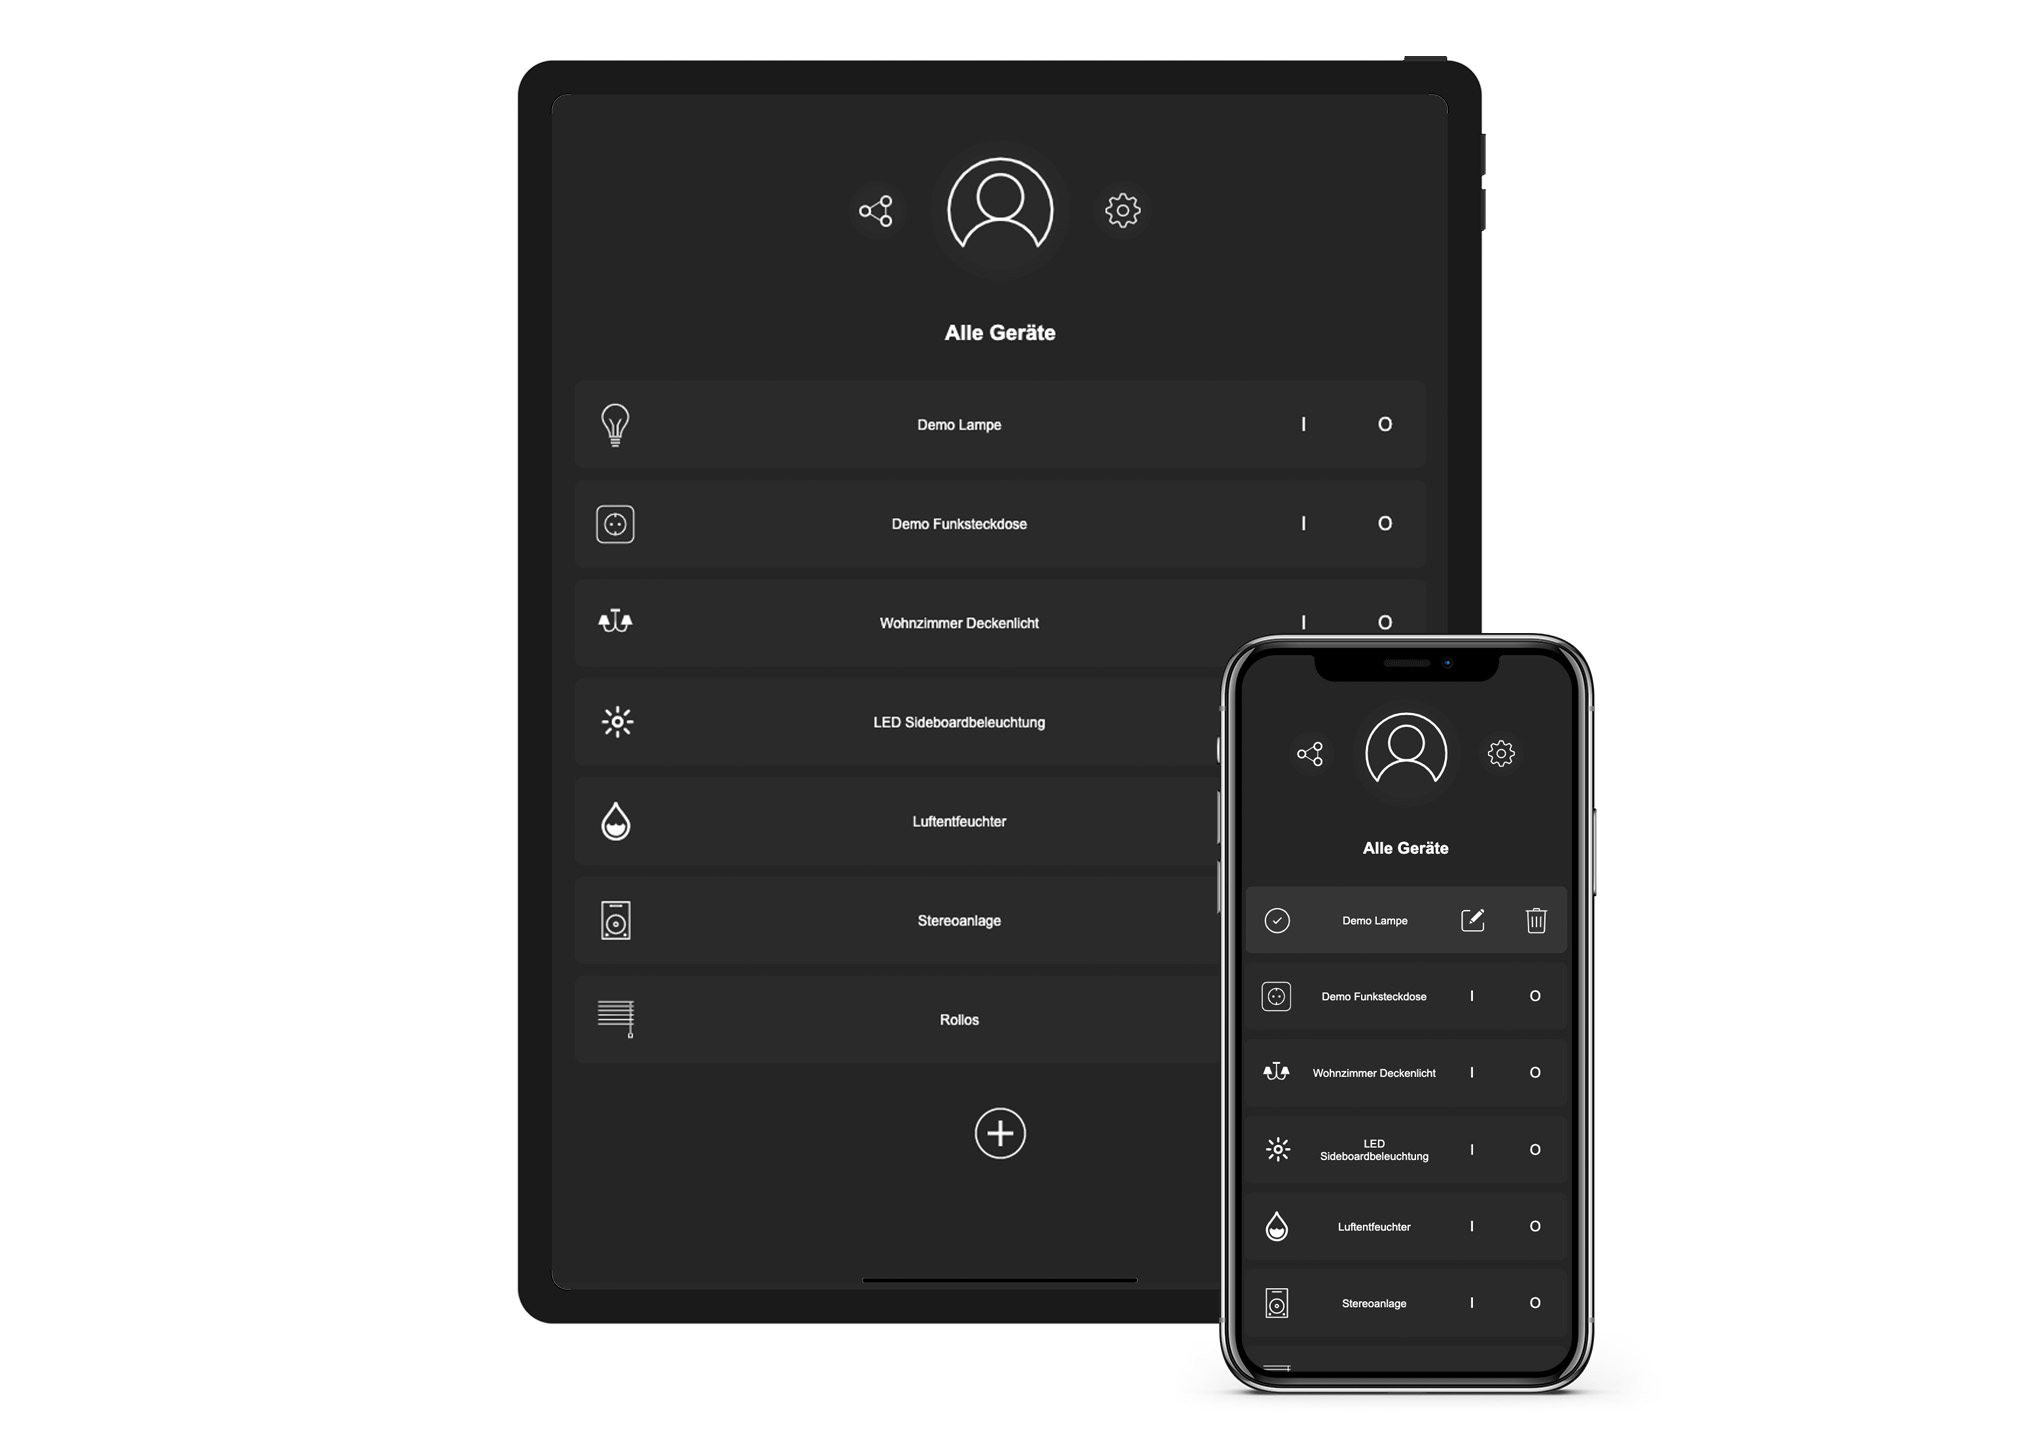 Alle Geräte
Demo Lampe I O
Demo Funksteckdose I O
Wohnzimmer Deckenlicht I O
LED Sideboardbeleuchtung
Luftentfeuchter
Stereoanlage
Rollos
Alle Geräte
Demo Lampe
Demo Funksteckdose I O
Wohnzimmer Deckenlicht I O
LED
Sideboardbeleuchtung I O
Luftentfeuchter I O
Stereoanlage I O